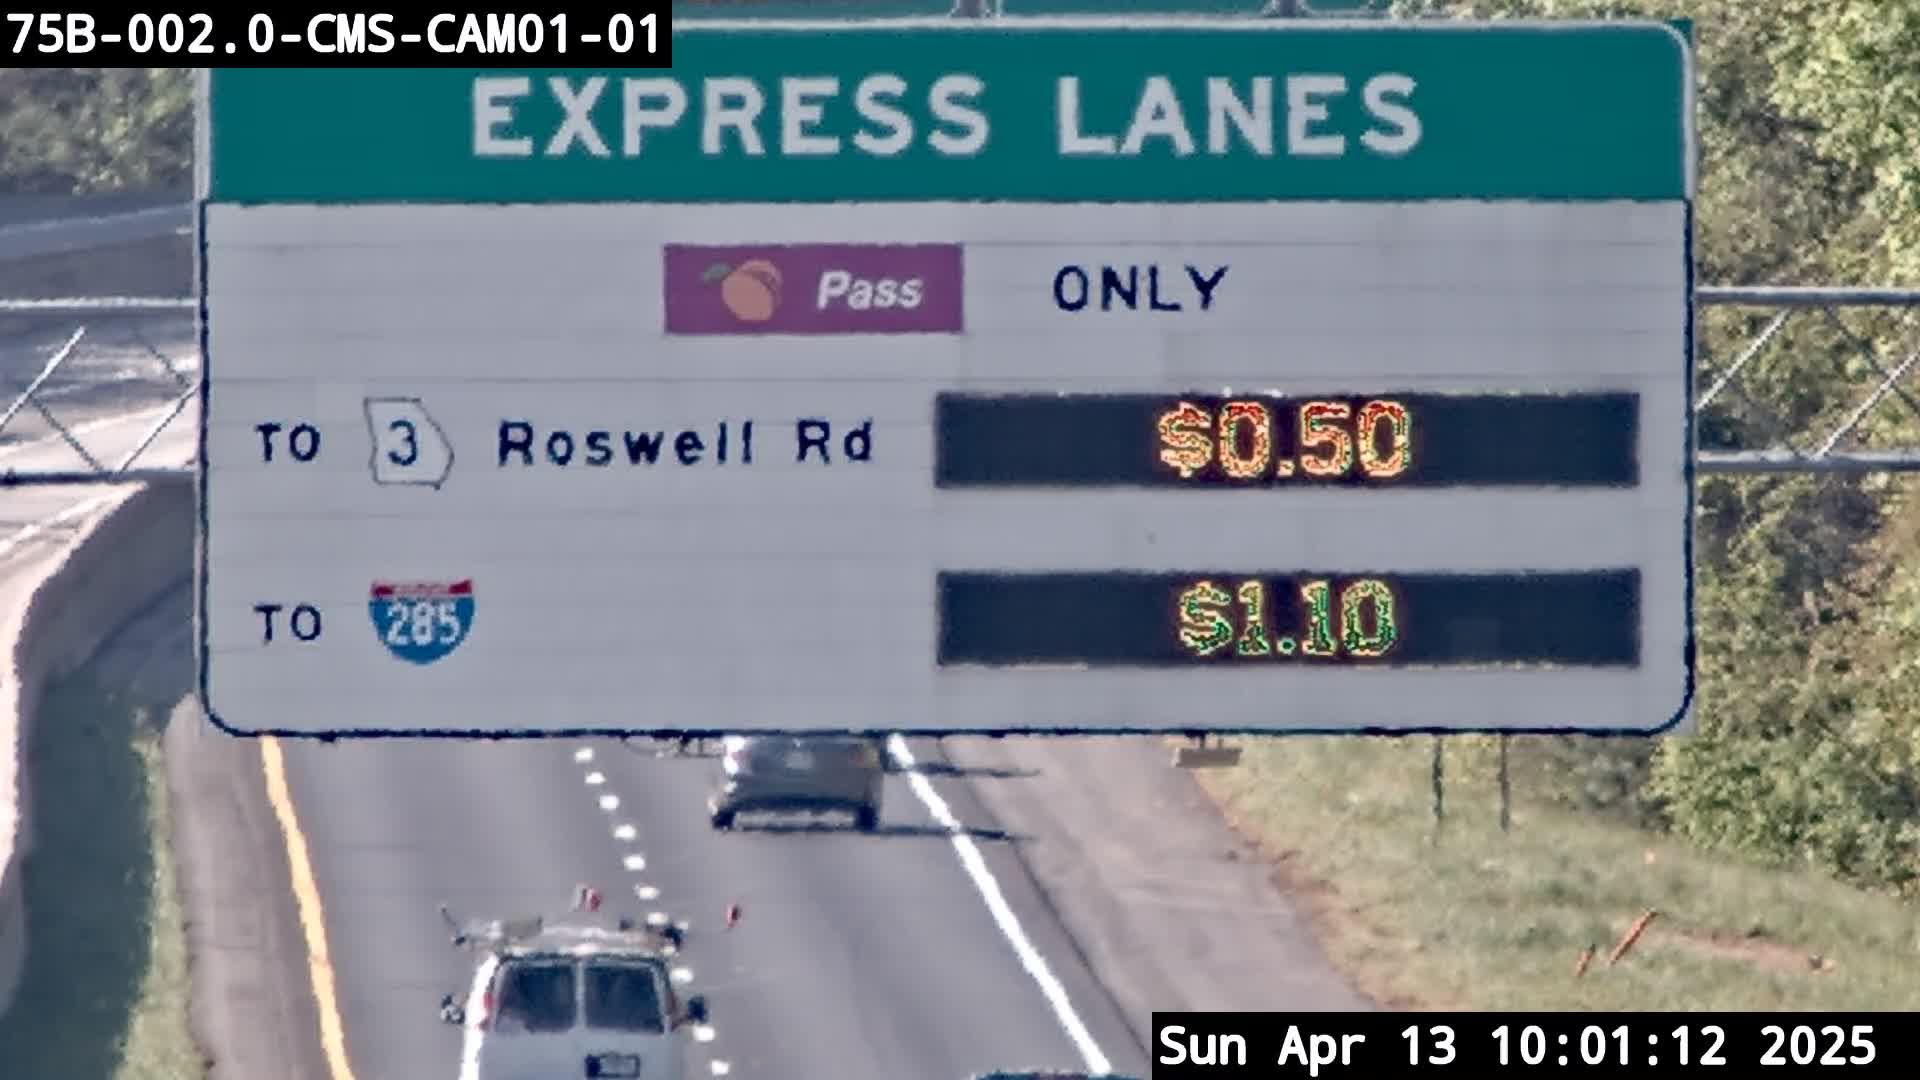 75B-002.0-CMS-CAM01-01
EXPRESS LANES
Pass ONLY
TO 3 Roswell Rd $0.50
TO 285 $1.10
Sun Apr 13 10:01:12 2025